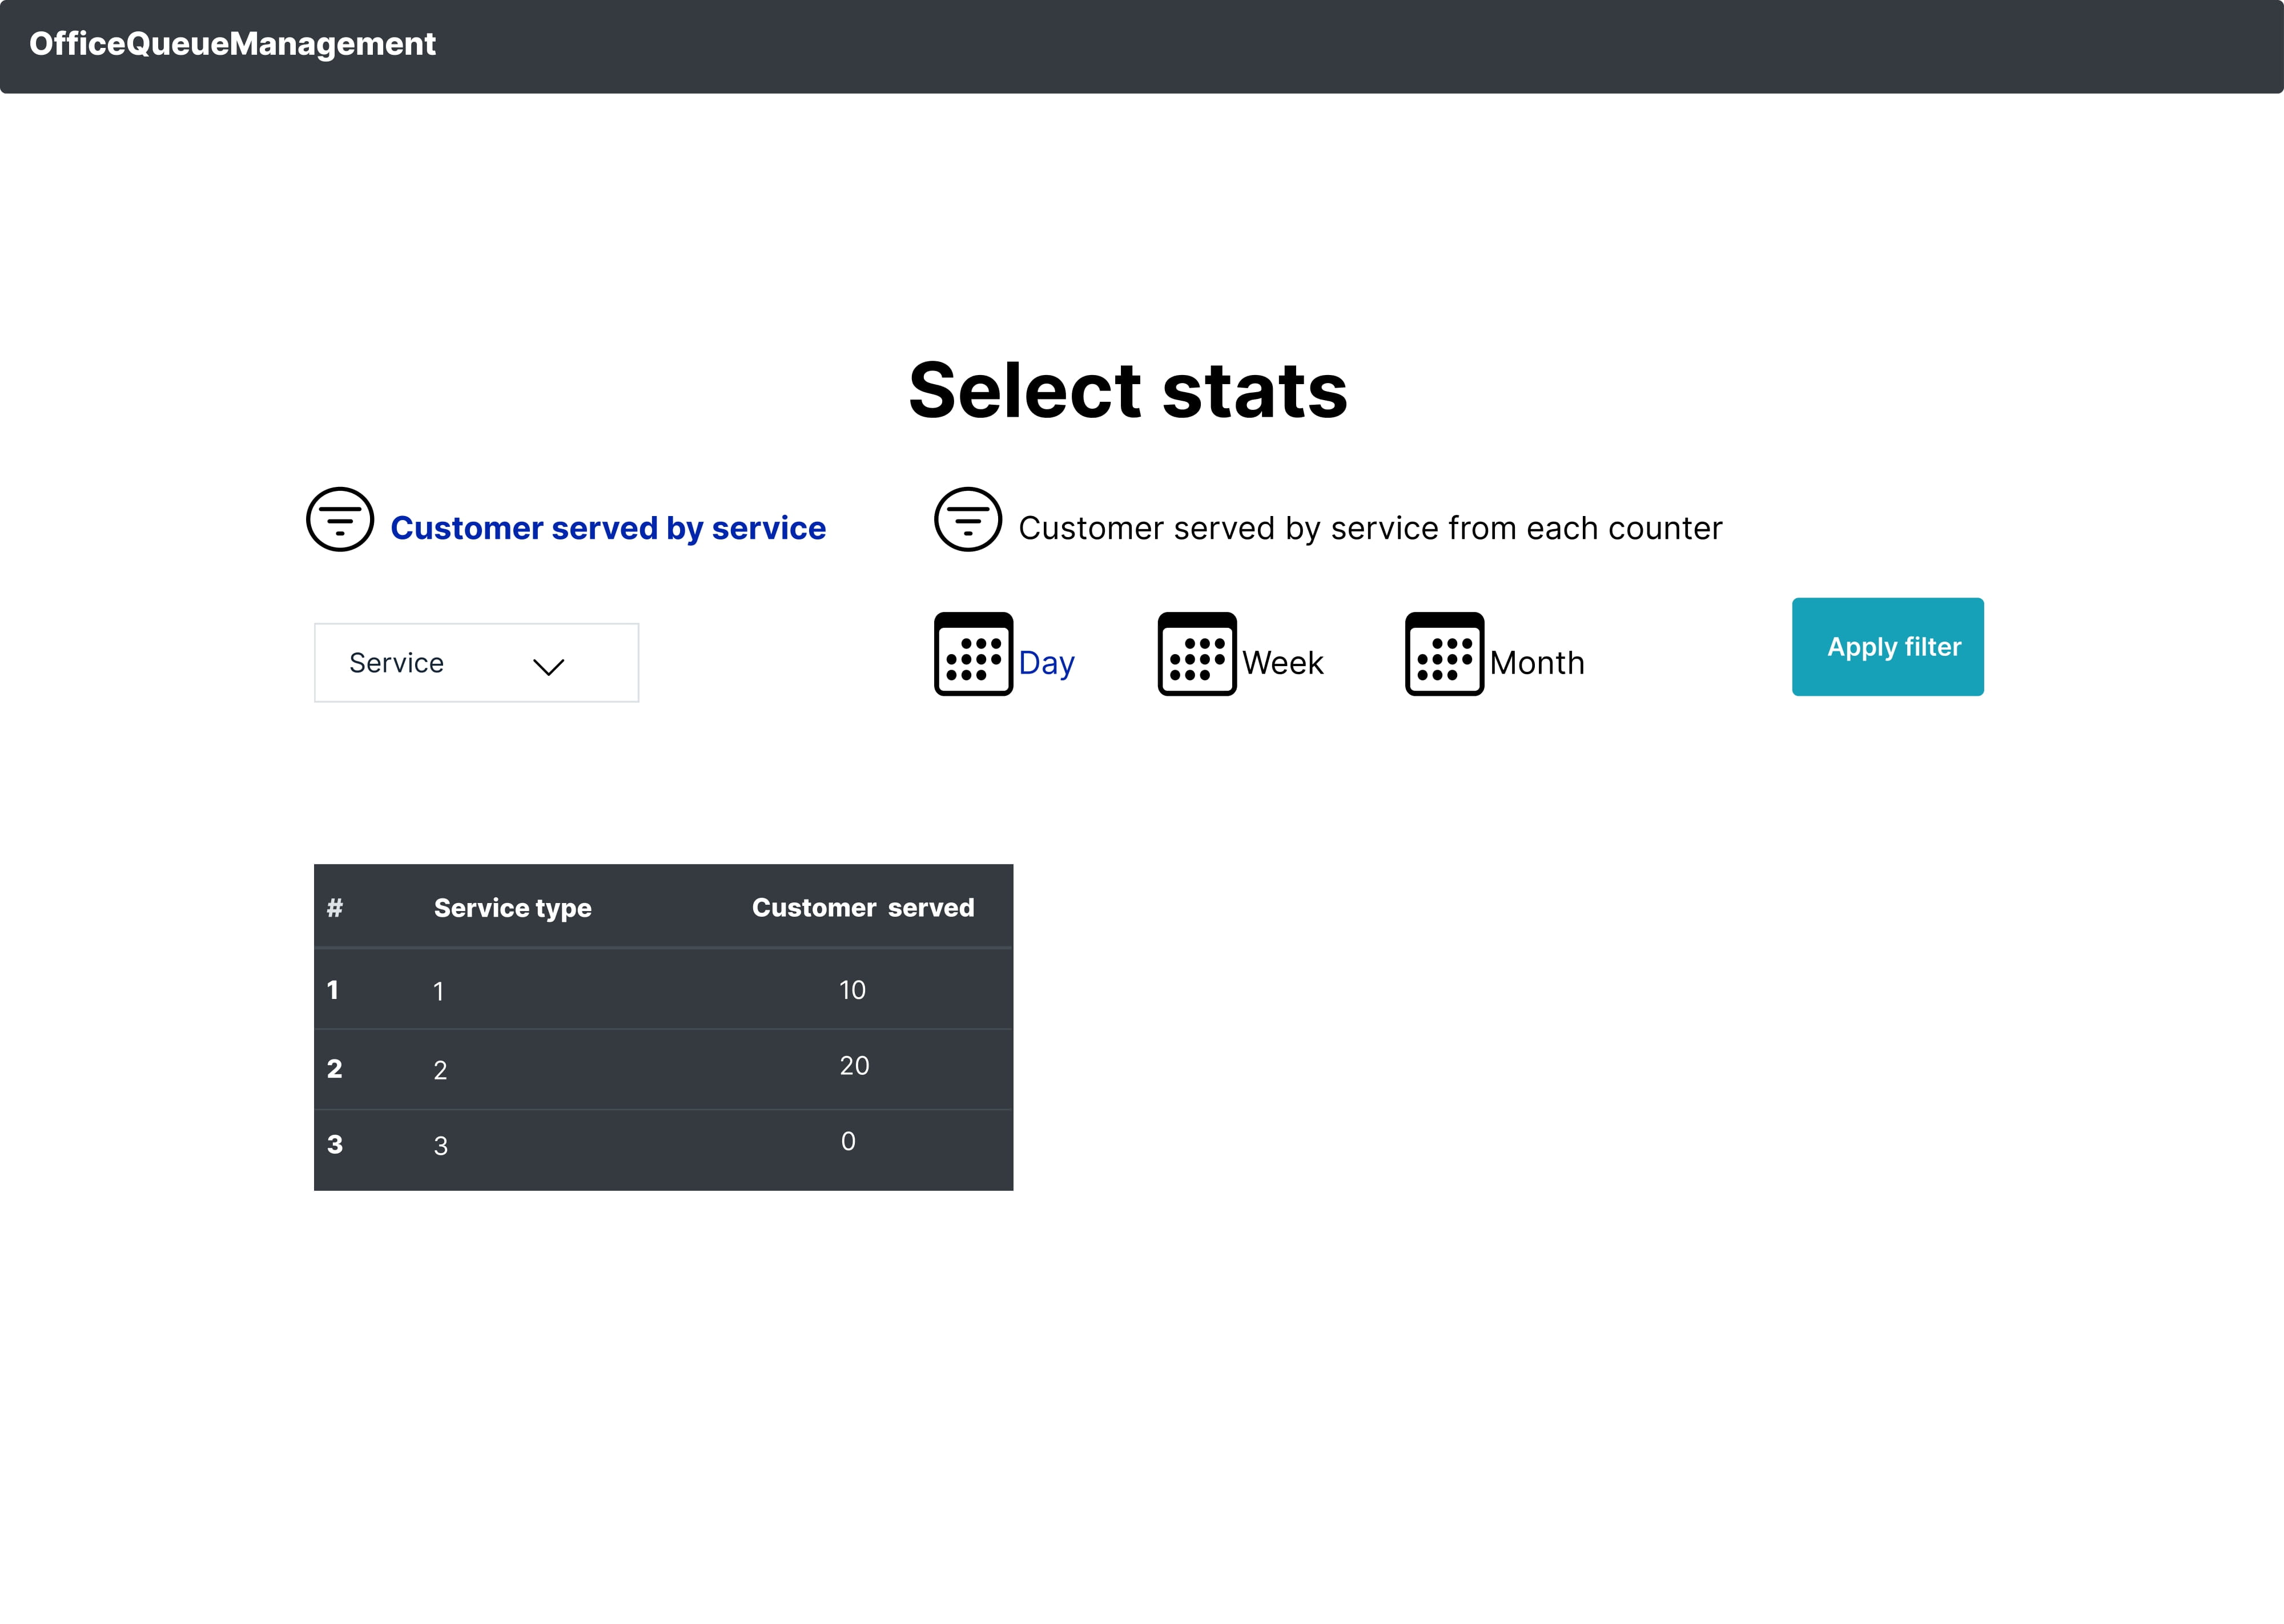 OfficeQueueManagement
Select stats
Customer served by service
Customer served by service from each counter
Service
Day
Week
Month
Apply filter
# Service type Customer served
1 1 10
2 2 20
3 3 0